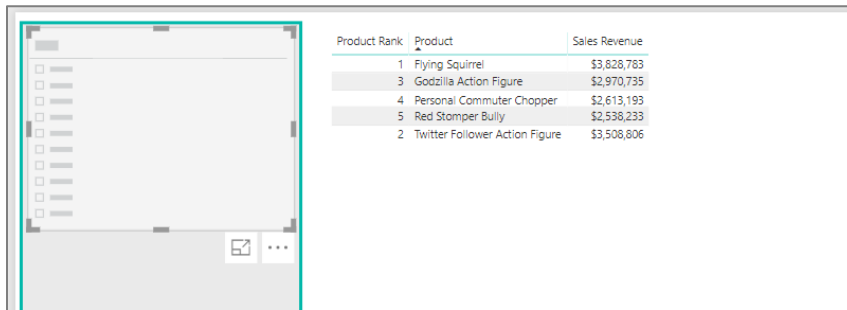 Product Rank Product Sales Revenue
1 Flying Squirrel $3,828,783
3 Godzilla Action Figure $2,970,735
4 Personal Commuter Chopper $2,613,193
5 Red Stomper Bully $2,538,233
2 Twitter Follower Action Figure $3,508,806